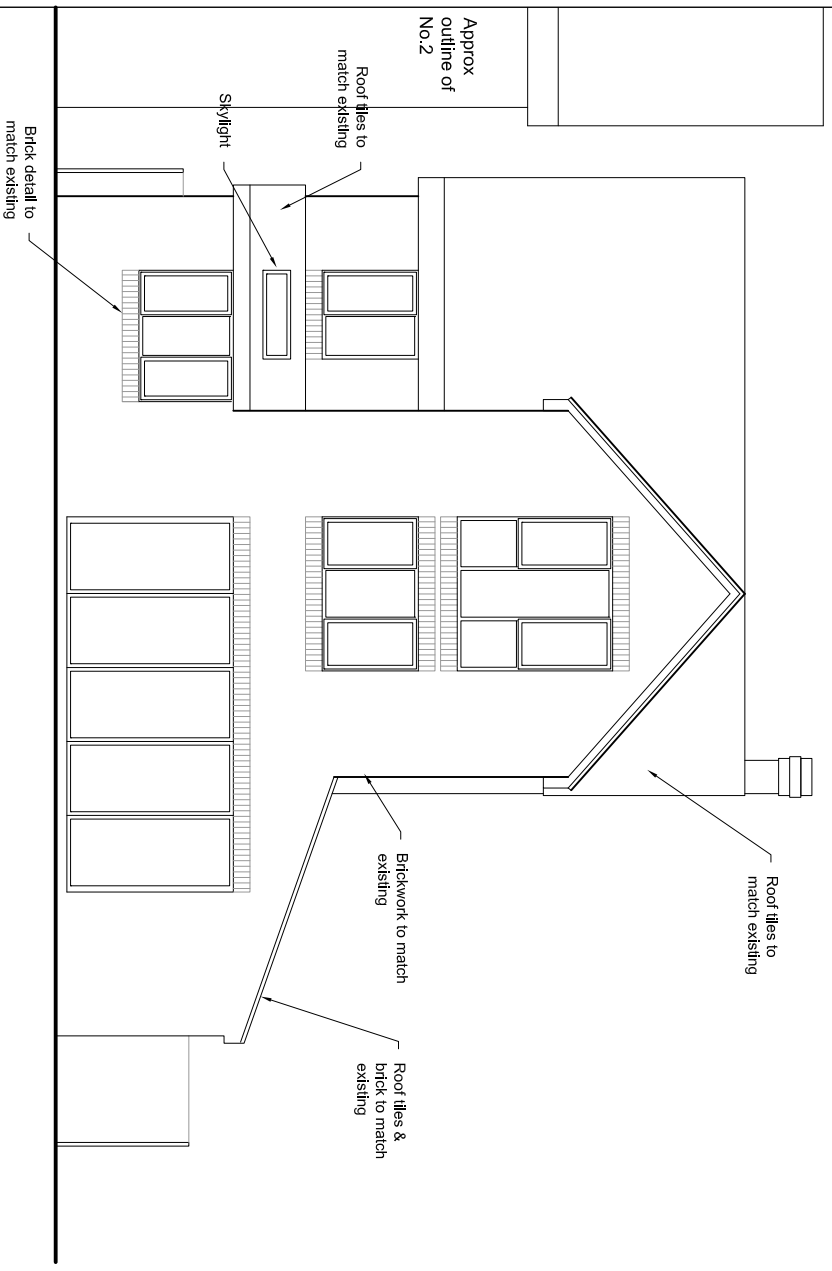 Approx
outline of
No.2
Roof tiles to
match existing
Skylight
Brick detail to
match existing
Roof tiles to
match existing
Brickwork to match
existing
Roof tiles &
brick to match
existing